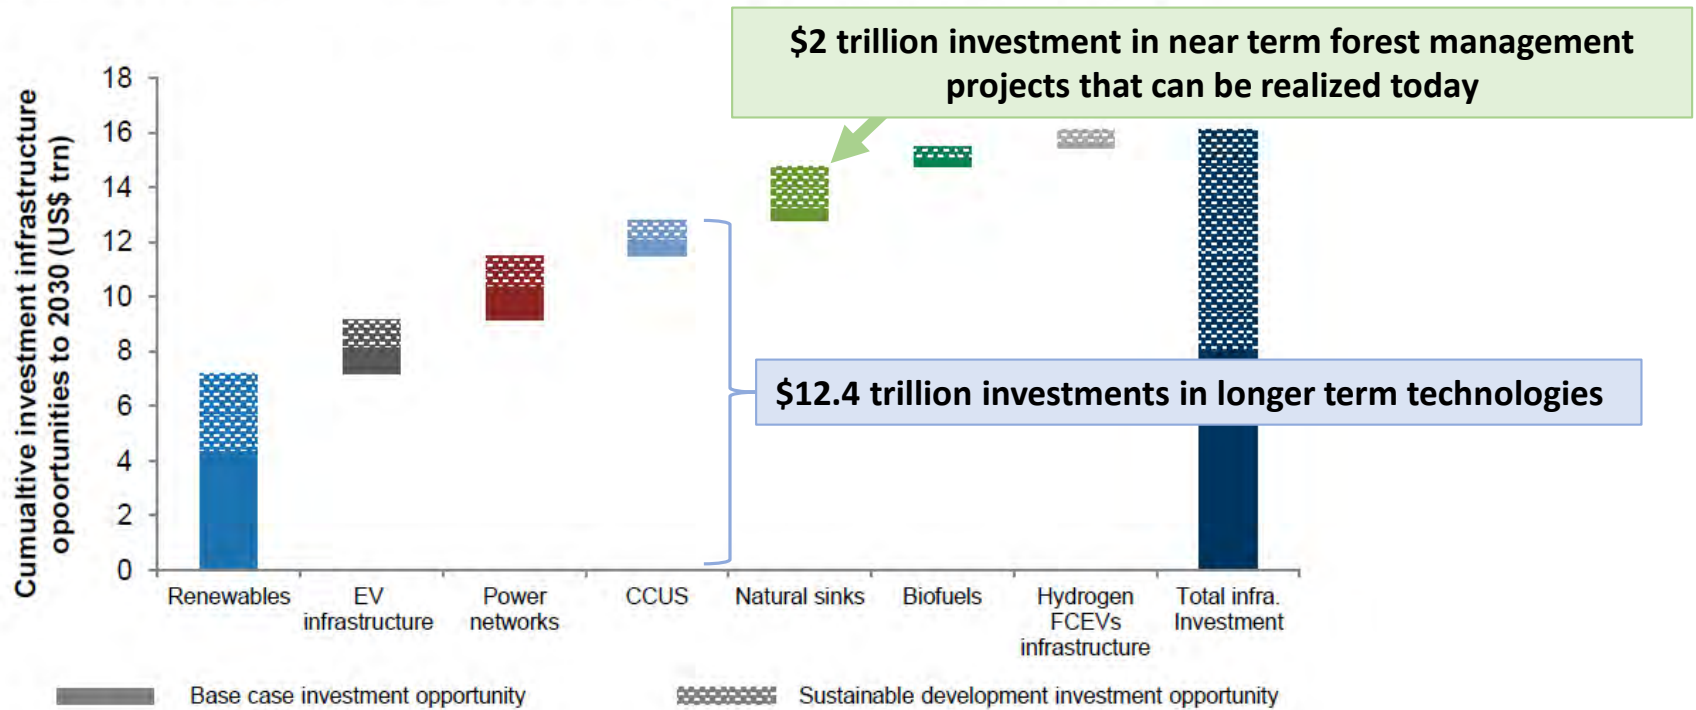 $2 trillion investment in near term forest management
projects that can be realized today
Cumualtive investment infrastructure
opportunities to 2030 (US$ trn)
18
16
14
12
10
8
6
4
2
0
$12.4 trillion investments in longer term technologies
Renewables
EV
infrastructure
Power
networks
CCUS
Natural sinks
Biofuels
Hydrogen
FCEVs
infrastructure
Total infra.
Investment
Base case investment opportunity
Sustainable development investment opportunity